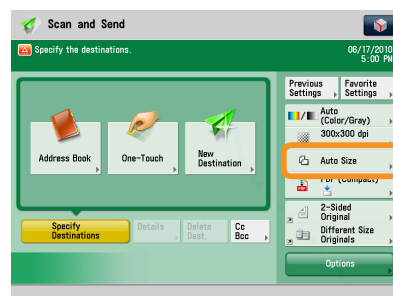 Scan and Send
Specify the destinations.
06/17/2010
5:00 PM
Previous
Settings
Favorite
Settings
Auto
(Color/Gray)
300x300 dpi
Auto Size
PDF (Compact)
2-Sided
Original
Different Size
Originals
Options
Address Book
One-Touch
New
Destination
Specify
Destinations
Details
Delete
Dest.
Cc
Bcc